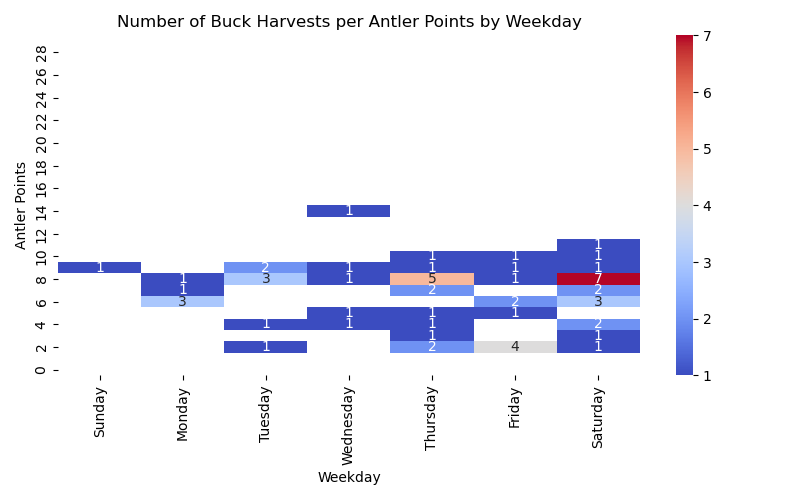 Number of Buck Harvests per Antler Points by Weekday
Antler Points
28
26
24
22
20
18
16
14
12
10
8
6
4
2
0
1
1
1 1 1
1 2 1 1 1 1
1 3 1 5 1 7
1 2 2
3 2 3
1 1 1
1 1 1 2
1 1
1 2 4 1
Sunday
Monday
Tuesday
Wednesday
Thursday
Friday
Saturday
Weekday
7
6
5
4
3
2
1